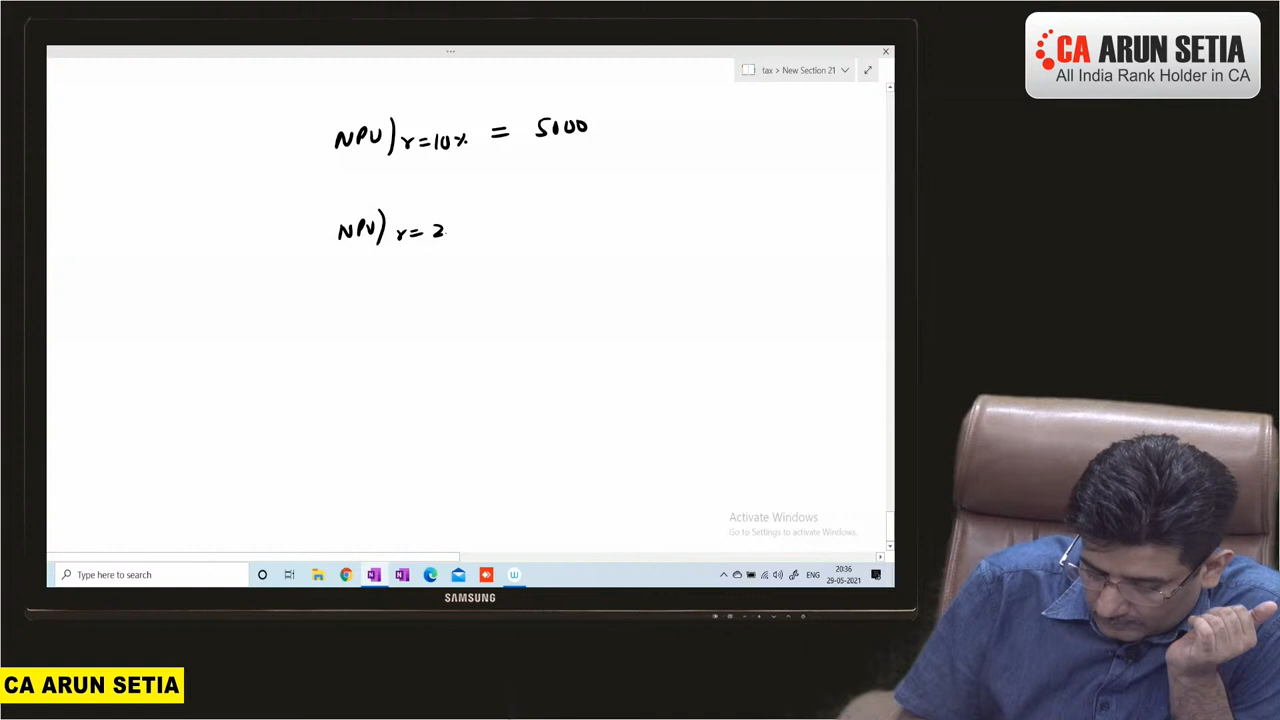 CA ARUN SETIA
All India Rank Holder in CA
tax > New Section 21
NPV) r=10% = 5000
NPV) r= 2
Activate Windows
Go to Settings to activate Windows.
Type here to search
ENG
20:36
29-05-2021
SAMSUNG
CA ARUN SETIA